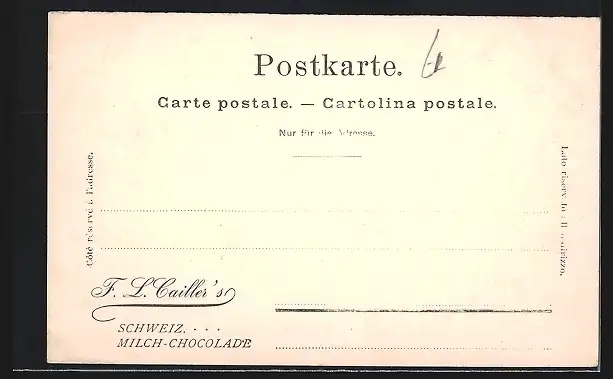 Postkarte.
Carte postale. — Cartolina postale.
Nur für die Adresse.
Côté réservé à l'adresse.
Lato riservato all'indirizzo.
F. L. Cailler's
SCHWEIZ. . . .
MILCH-CHOCOLADE